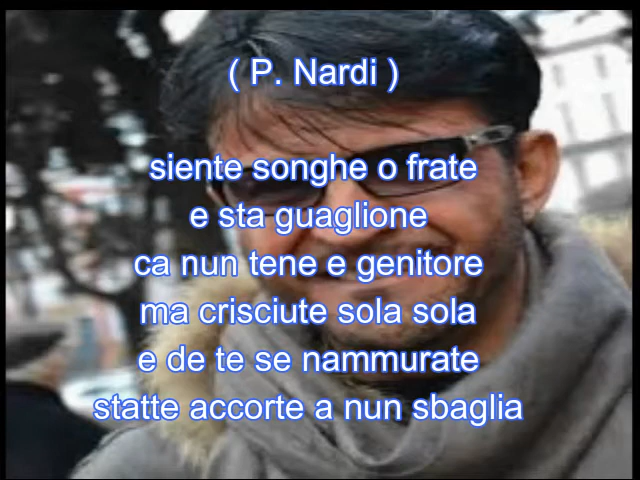 ( P. Nardi )
siente songhe o frate
e sta guaglione
ca nun tene e genitore
ma crisciute sola sola
e de te se nammurate
statte accorte a nun sbaglia